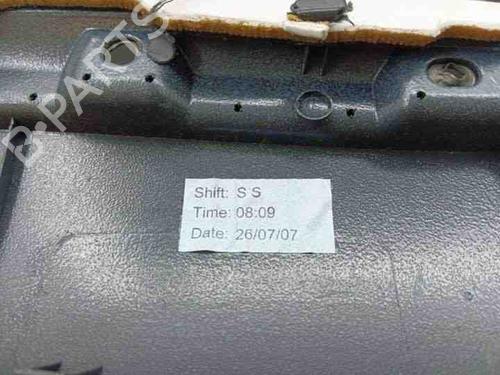 B-PARTS
Shift: S S
Time: 08:09
Date: 26/07/07